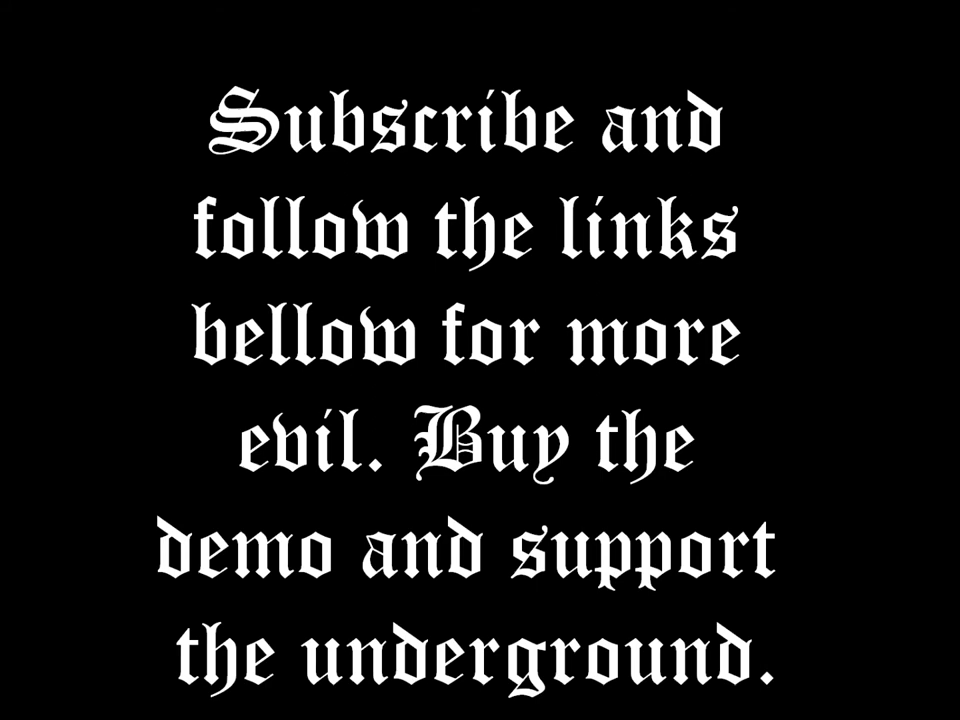 Subscribe and
follow the links
bellow for more
evil. Buy the
demo and support
the underground.